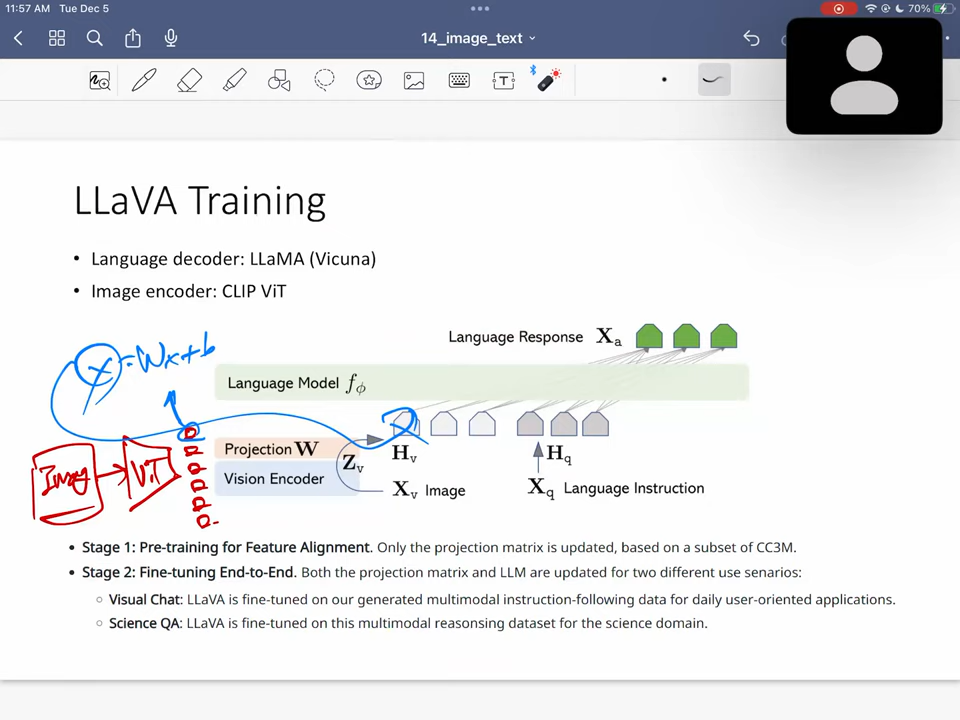 11:57 AM Tue Dec 5
70%
14_image_text
T
LLaVA Training
• Language decoder: LLaMA (Vicuna)
• Image encoder: CLIP ViT
Language Response Xₐ
x = Wx + b
Language Model f_ϕ
Projection W
Z_v
H_v
H_q
Vision Encoder
X_v Image
X_q Language Instruction
Imag
ViT
• Stage 1: Pre-training for Feature Alignment. Only the projection matrix is updated, based on a subset of CC3M.
• Stage 2: Fine-tuning End-to-End. Both the projection matrix and LLM are updated for two different use senarios:
○ Visual Chat: LLaVA is fine-tuned on our generated multimodal instruction-following data for daily user-oriented applications.
○ Science QA: LLaVA is fine-tuned on this multimodal reasonsing dataset for the science domain.